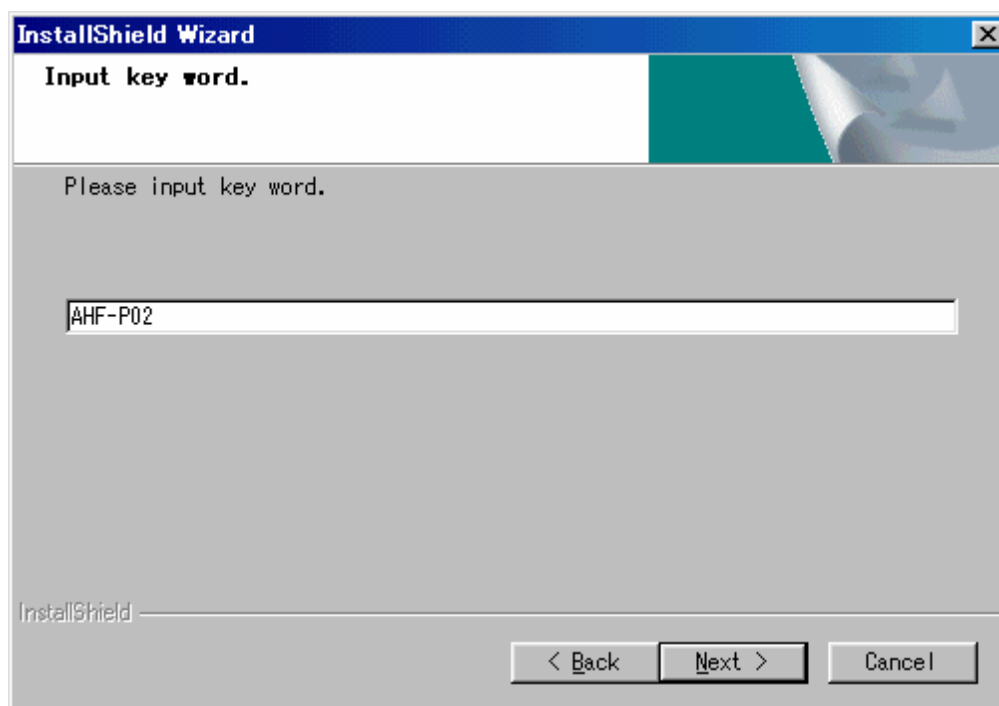 InstallShield Wizard
Input key word.
Please input key word.
AHF-P02
InstallShield
< Back
Next >
Cancel